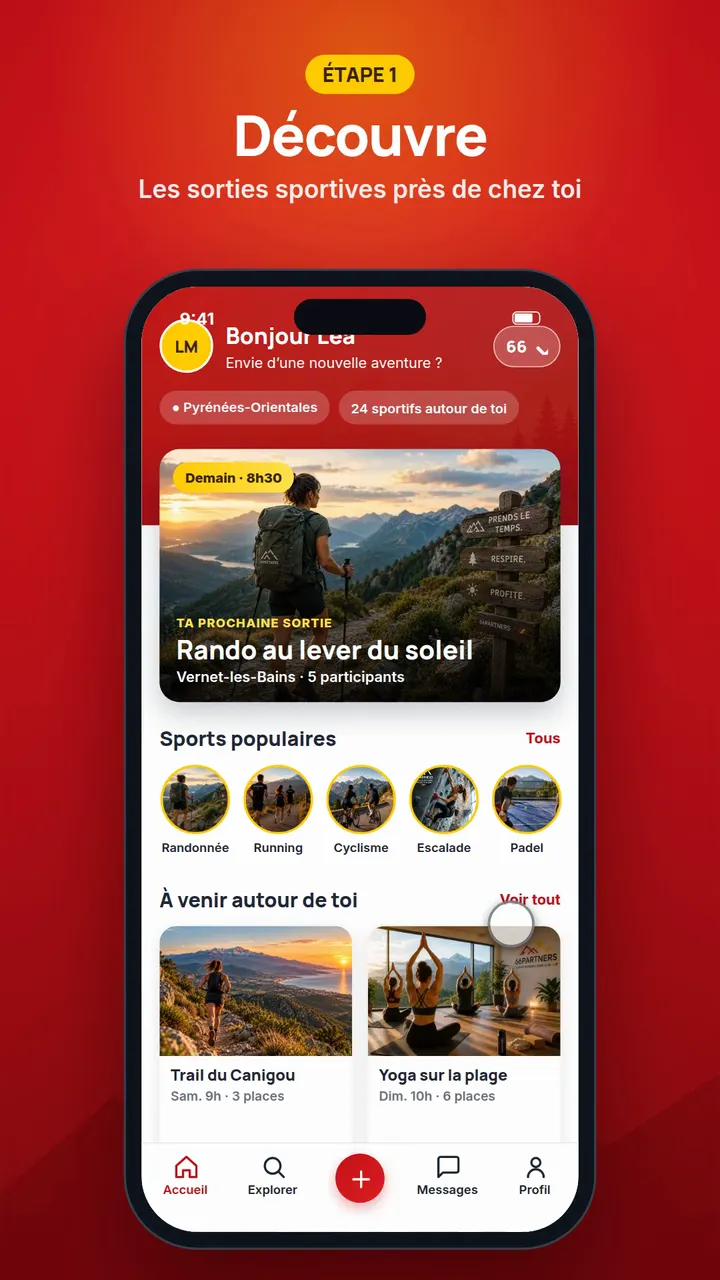 ÉTAPE 1
Découvre
Les sorties sportives près de chez toi
9:41
LM
Bonjour Léa
Envie d'une nouvelle aventure ?
66
• Pyrénées-Orientales
24 sportifs autour de toi
Demain · 8h30
PRENDS LE
TEMPS.
RESPIRE.
PROFITE.
66PARTNERS
TA PROCHAINE SORTIE
Rando au lever du soleil
Vernet-les-Bains · 5 participants
Sports populaires
Tous
Randonnée
Running
Cyclisme
Escalade
Padel
À venir autour de toi
Voir tout
66PARTNERS
Trail du Canigou
Sam. 9h · 3 places
Yoga sur la plage
Dim. 10h · 6 places
Accueil
Explorer
Messages
Profil